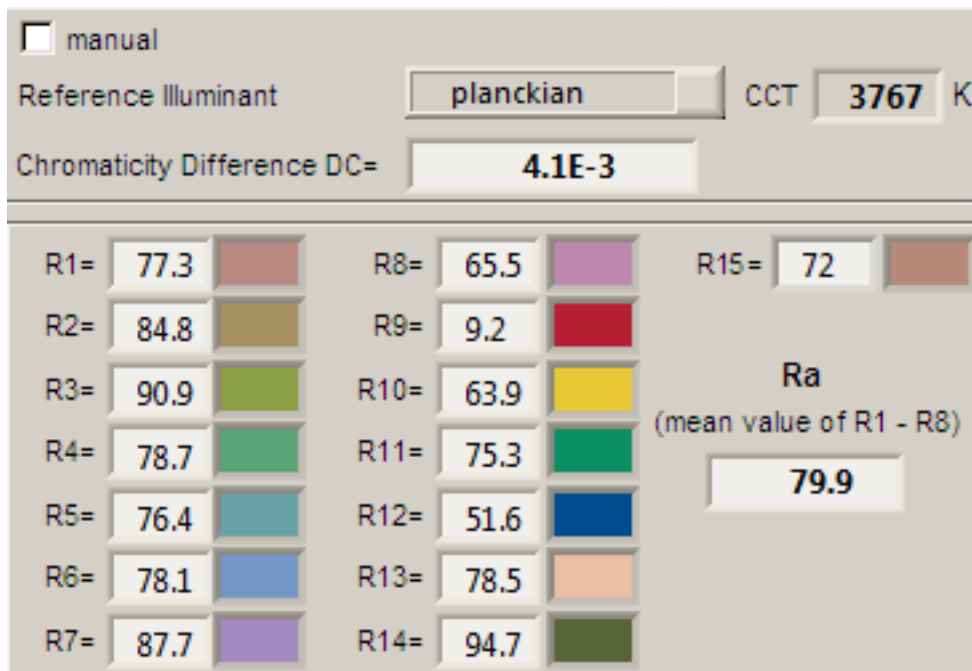 manual
Reference Illuminant planckian CCT 3767 K
Chromaticity Difference DC= 4.1E-3
R1= 77.3 R8= 65.5 R15= 72
R2= 84.8 R9= 9.2
R3= 90.9 R10= 63.9 Ra
(mean value of R1 - R8)
R4= 78.7 R11= 75.3
79.9
R5= 76.4 R12= 51.6
R6= 78.1 R13= 78.5
R7= 87.7 R14= 94.7